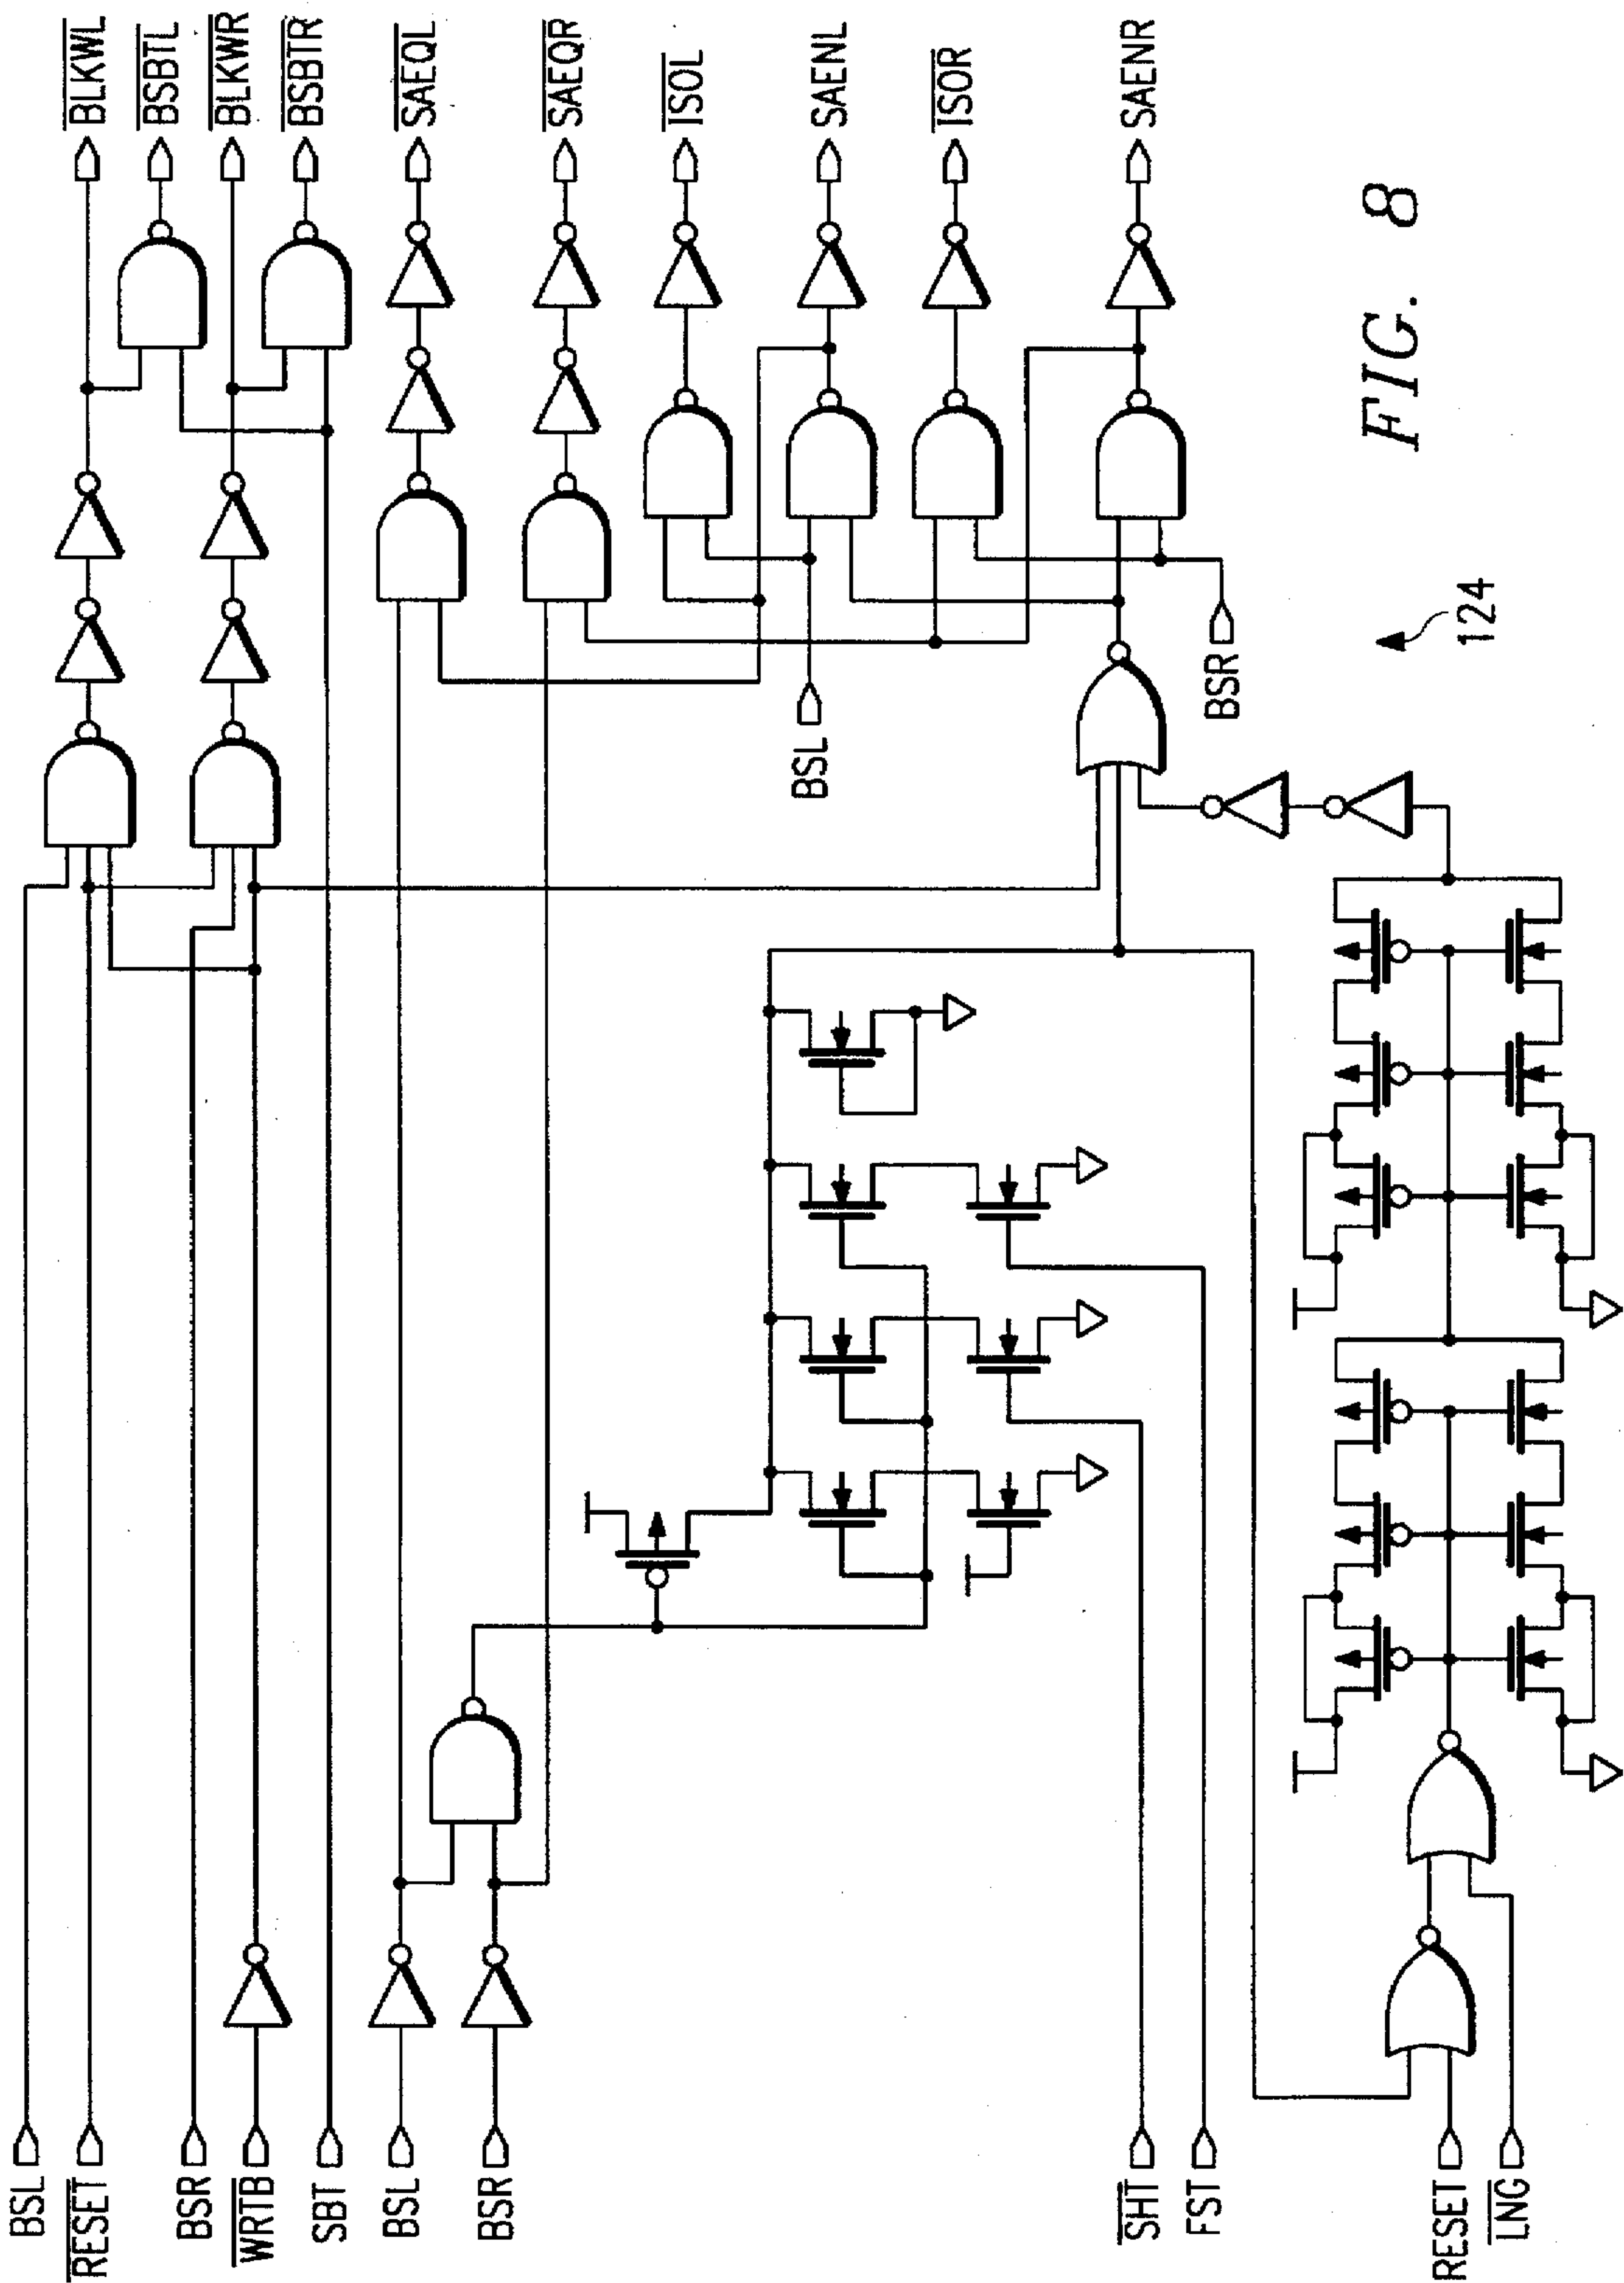 BSL
RESET
BSR
WRTB
SBT
BSL
BSR
SHT
FST
RESET
LNG
BSL
BSR
BLKWL
BSBTL
BLKWR
BSBTR
SAEQL
SAEQR
ISOL
SAENL
ISOR
SAENR
124
FIG. 8